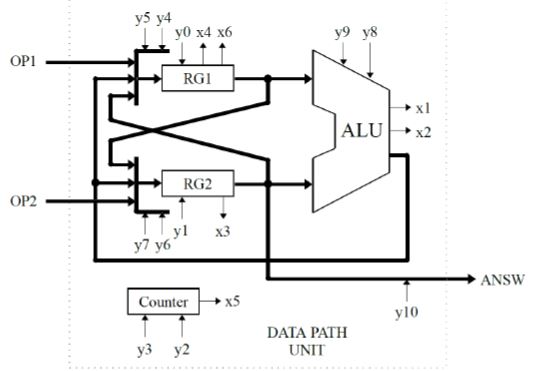 y5 y4
y0 x4 x6
y9 y8
OP1
RG1
x1
ALU
x2
RG2
OP2
y1
x3
y7 y6
ANSW
Counter
x5
y10
y3 y2
DATA PATH
UNIT